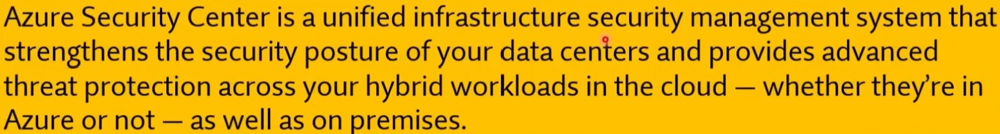 Azure Security Center is a unified infrastructure security management system that
strengthens the security posture of your data centers and provides advanced
threat protection across your hybrid workloads in the cloud — whether they’re in
Azure or not — as well as on premises.